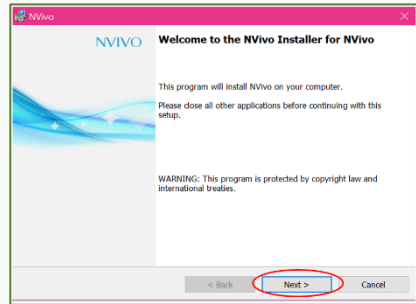 NVivo
NVIVO
Welcome to the NVivo Installer for NVivo
This program will install NVivo on your computer.
Please close all other applications before continuing with this
setup.
WARNING: This program is protected by copyright law and
international treaties.
< Back
Next >
Cancel